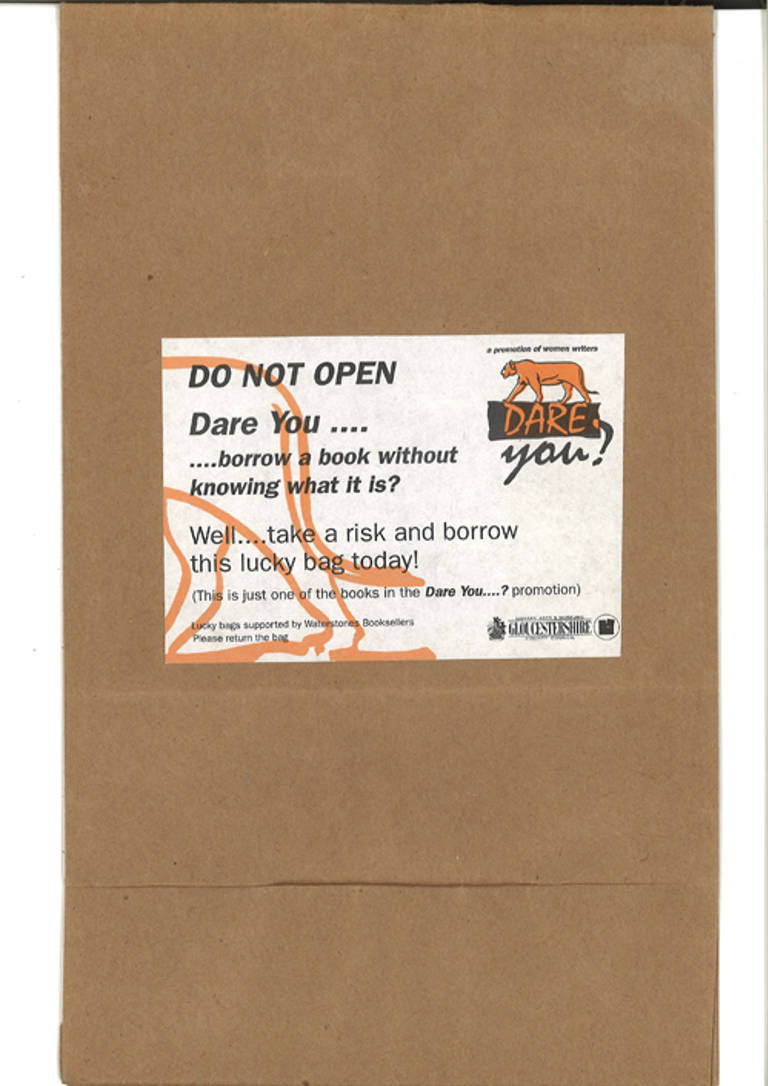 a promotion of women writers
DARE
you?
DO NOT OPEN
Dare You ....
....borrow a book without
knowing what it is?
Well....take a risk and borrow
this lucky bag today!
(This is just one of the books in the Dare You....? promotion)
Lucky bags supported by Waterstones Booksellers
Please return the bag
GLOUCESTERSHIRE